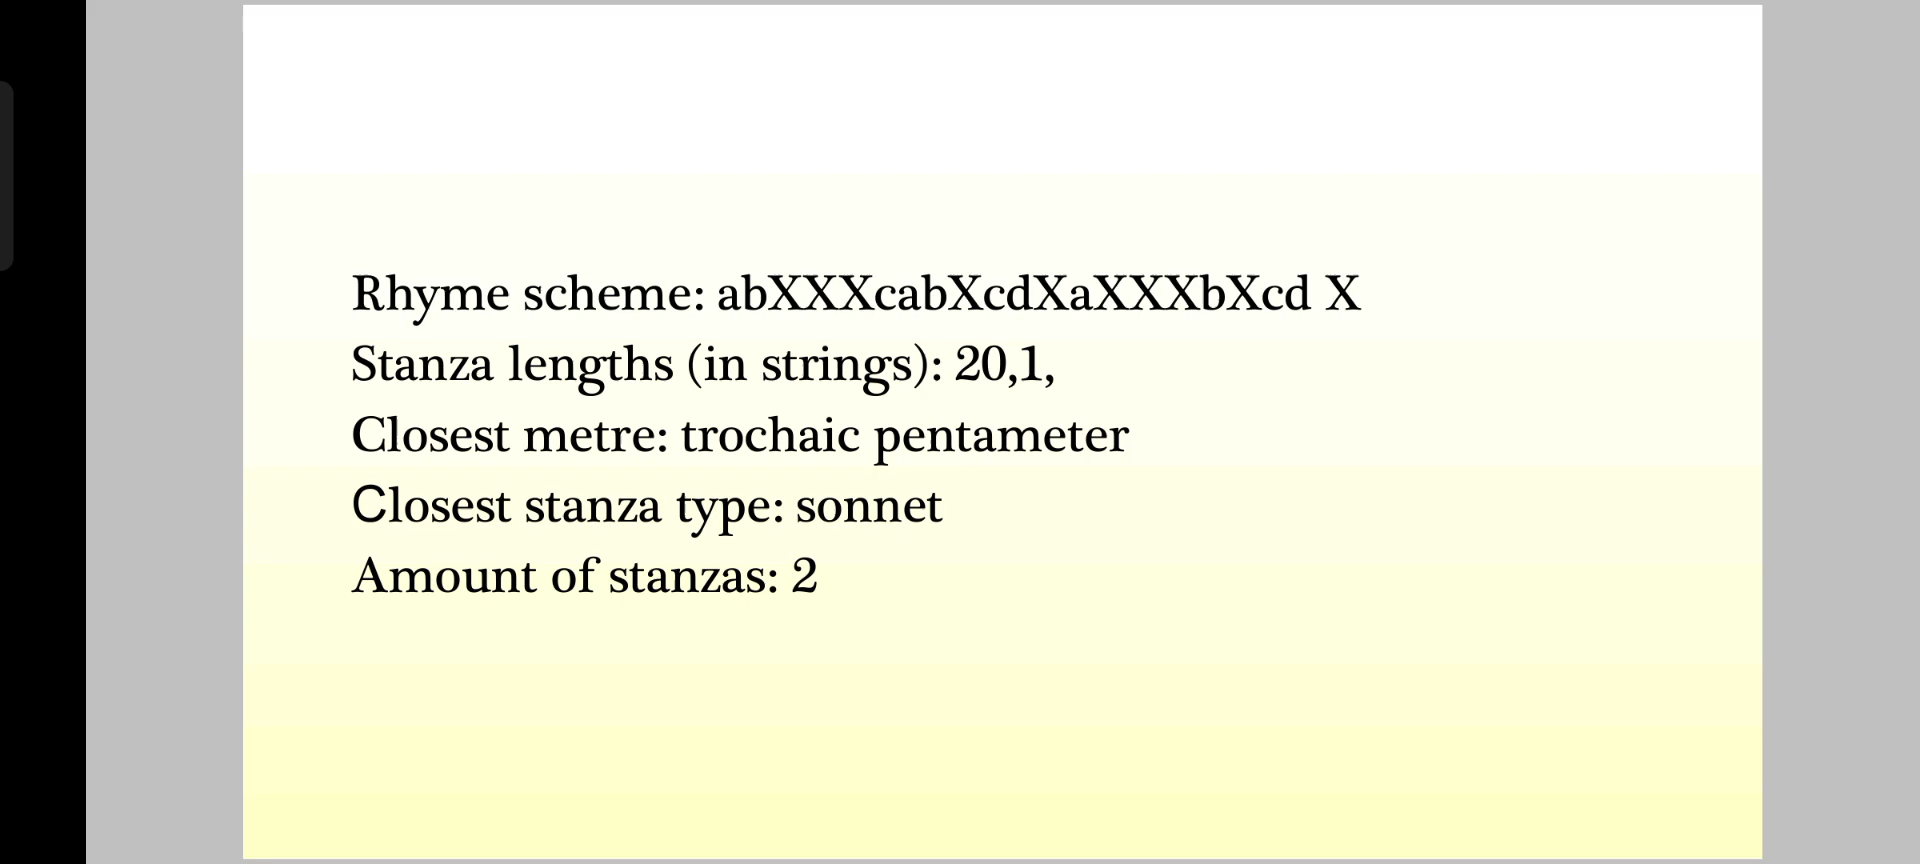 Rhyme scheme: abXXXcabXcdXaXXXbXcd X
Stanza lengths (in strings): 20,1,
Closest metre: trochaic pentameter
Сlosest stanza type: sonnet
Amount of stanzas: 2